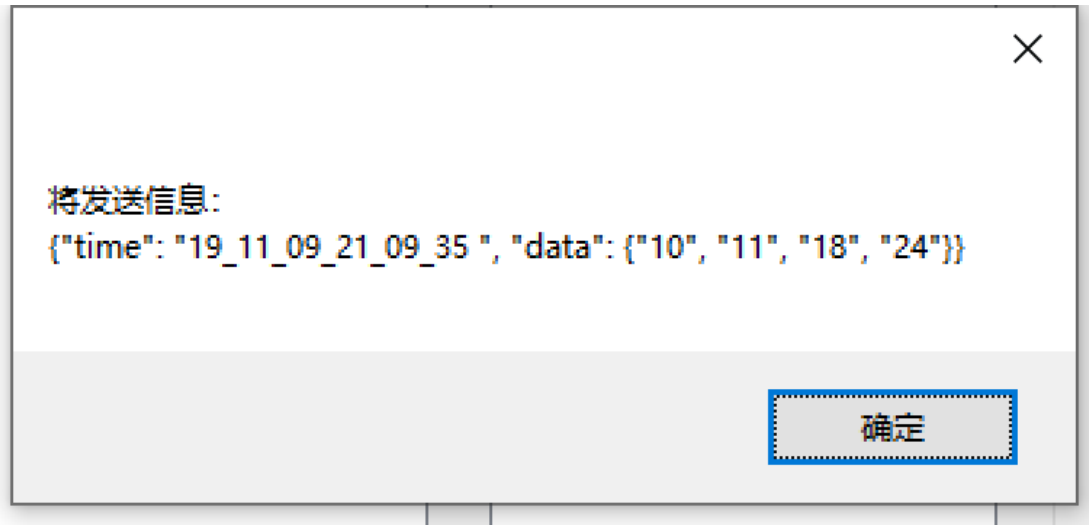 将发送信息:
{"time": "19_11_09_21_09_35 ", "data": {"10", "11", "18", "24"}}
确定